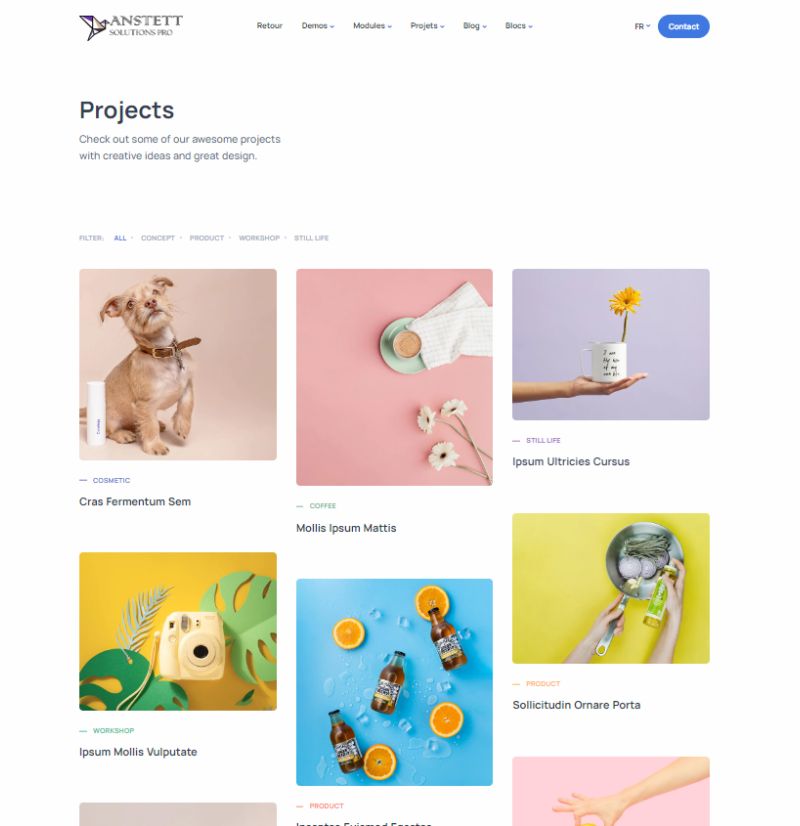 ANSTETT
SOLUTIONS PRO
Retour Demos Modules Projets Blog Blocs FR Contact
Projects
Check out some of our awesome projects
with creative ideas and great design.
FILTER: ALL CONCEPT PRODUCT WORKSHOP STILL LIFE
I am
COSMETIC
Cras Fermentum Sem
COFFEE
Mollis Ipsum Mattis
STILL LIFE
Ipsum Ultricies Cursus
WORKSHOP
Ipsum Mollis Vulputate
PRODUCT
Sollicitudin Ornare Porta
PRODUCT